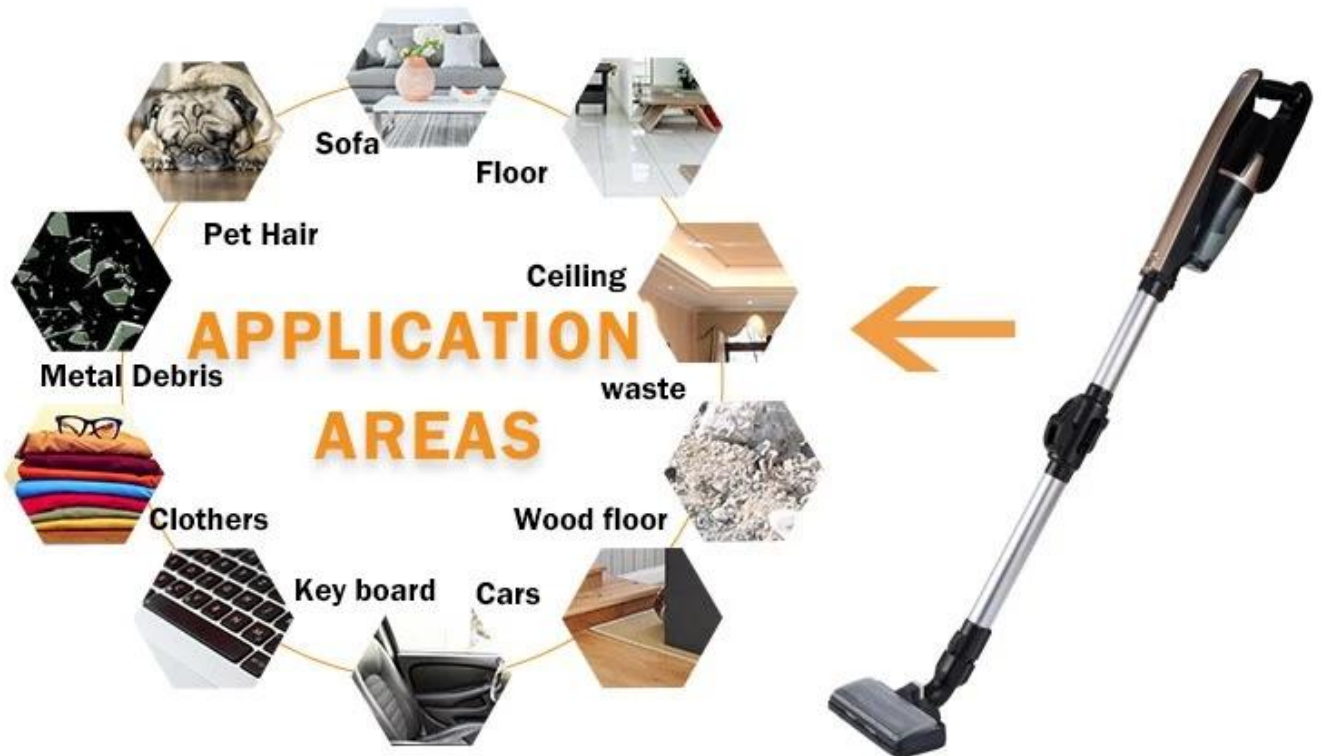 Sofa
Floor
Pet Hair
Ceiling
APPLICATION
Metal Debris
waste
AREAS
Clothers
Wood floor
Key board
Cars